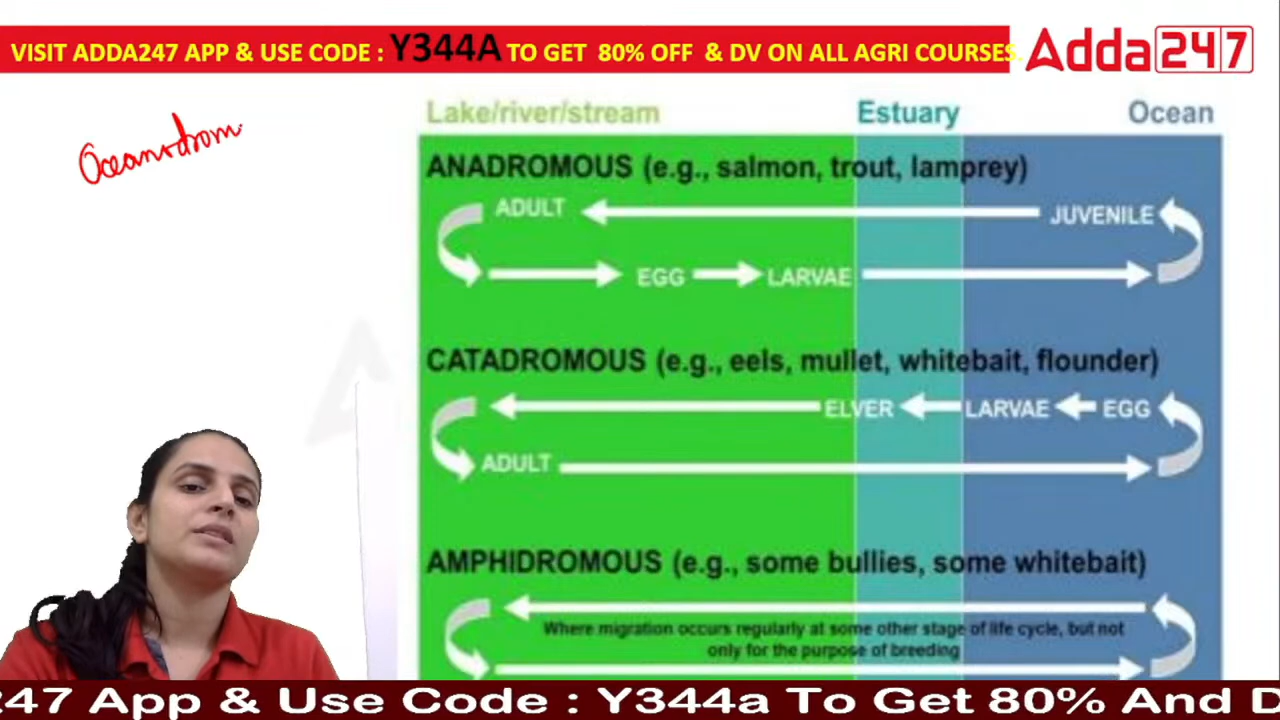 VISIT ADDA247 APP & USE CODE : Y344A TO GET 80% OFF & DV ON ALL AGRI COURSES.
Adda247
Oceanodrom
Lake/river/stream Estuary Ocean
ANADROMOUS (e.g., salmon, trout, lamprey)
ADULT JUVENILE
EGG LARVAE
CATADROMOUS (e.g., eels, mullet, whitebait, flounder)
ELVER LARVAE EGG
ADULT
AMPHIDROMOUS (e.g., some bullies, some whitebait)
Where migration occurs regularly at some other stage of life cycle, but not
only for the purpose of breeding
247 App & Use Code : Y344a To Get 80% And D